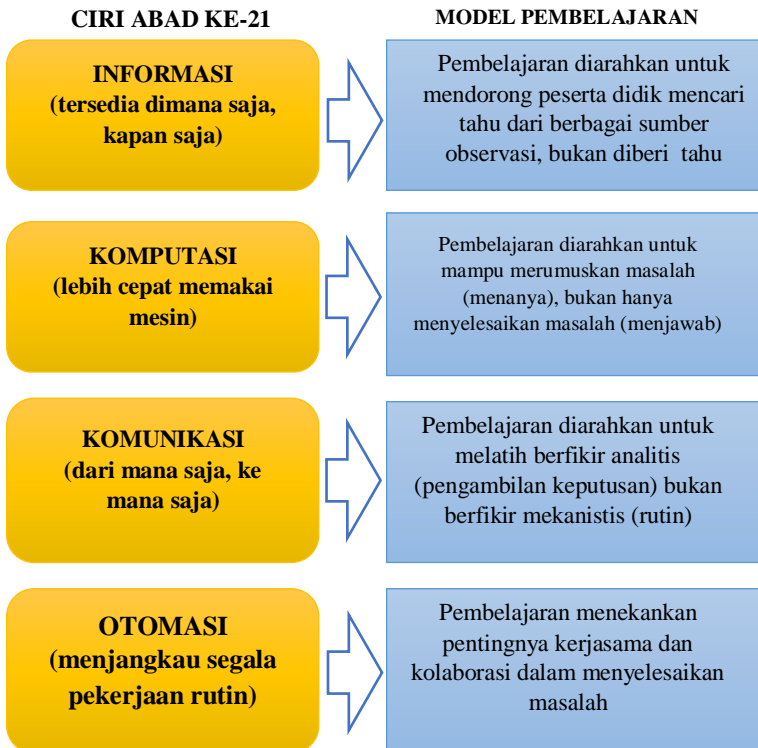 CIRI ABAD KE-21
MODEL PEMBELAJARAN
INFORMASI
(tersedia dimana saja,
kapan saja)
Pembelajaran diarahkan untuk
mendorong peserta didik mencari
tahu dari berbagai sumber
observasi, bukan diberi tahu
KOMPUTASI
(lebih cepat memakai
mesin)
Pembelajaran diarahkan untuk
mampu merumuskan masalah
(menanya), bukan hanya
menyelesaikan masalah (menjawab)
KOMUNIKASI
(dari mana saja, ke
mana saja)
Pembelajaran diarahkan untuk
melatih berfikir analitis
(pengambilan keputusan) bukan
berfikir mekanistis (rutin)
OTOMASI
(menjangkau segala
pekerjaan rutin)
Pembelajaran menekankan
pentingnya kerjasama dan
kolaborasi dalam menyelesaikan
masalah